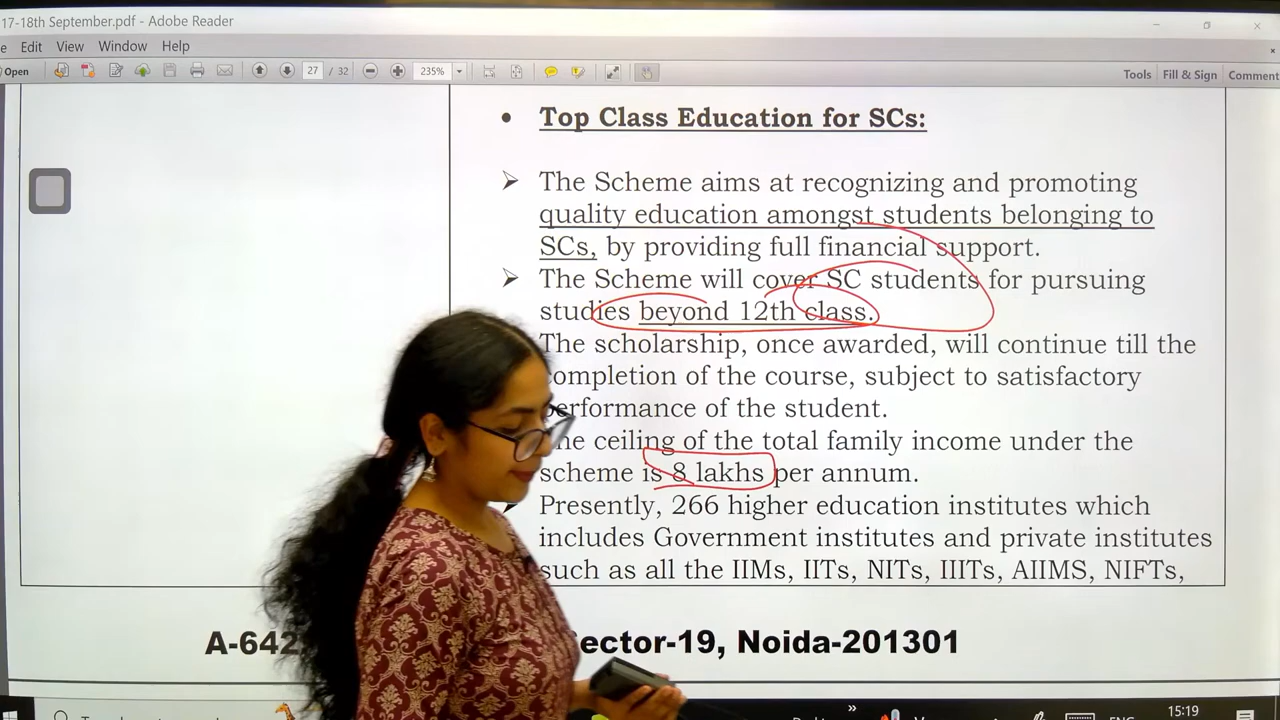 17-18th September.pdf - Adobe Reader
Edit View Window Help
Open 27 / 32 235% Tools Fill & Sign Comment
• Top Class Education for SCs:
➢ The Scheme aims at recognizing and promoting
quality education amongst students belonging to
SCs, by providing full financial support.
➢ The Scheme will cover SC students for pursuing
studies beyond 12th class.
The scholarship, once awarded, will continue till the
completion of the course, subject to satisfactory
performance of the student.
The ceiling of the total family income under the
scheme is 8 lakhs per annum.
Presently, 266 higher education institutes which
includes Government institutes and private institutes
such as all the IIMs, IITs, NITs, IIITs, AIIMS, NIFTs,
A-642 Sector-19, Noida-201301
15:19